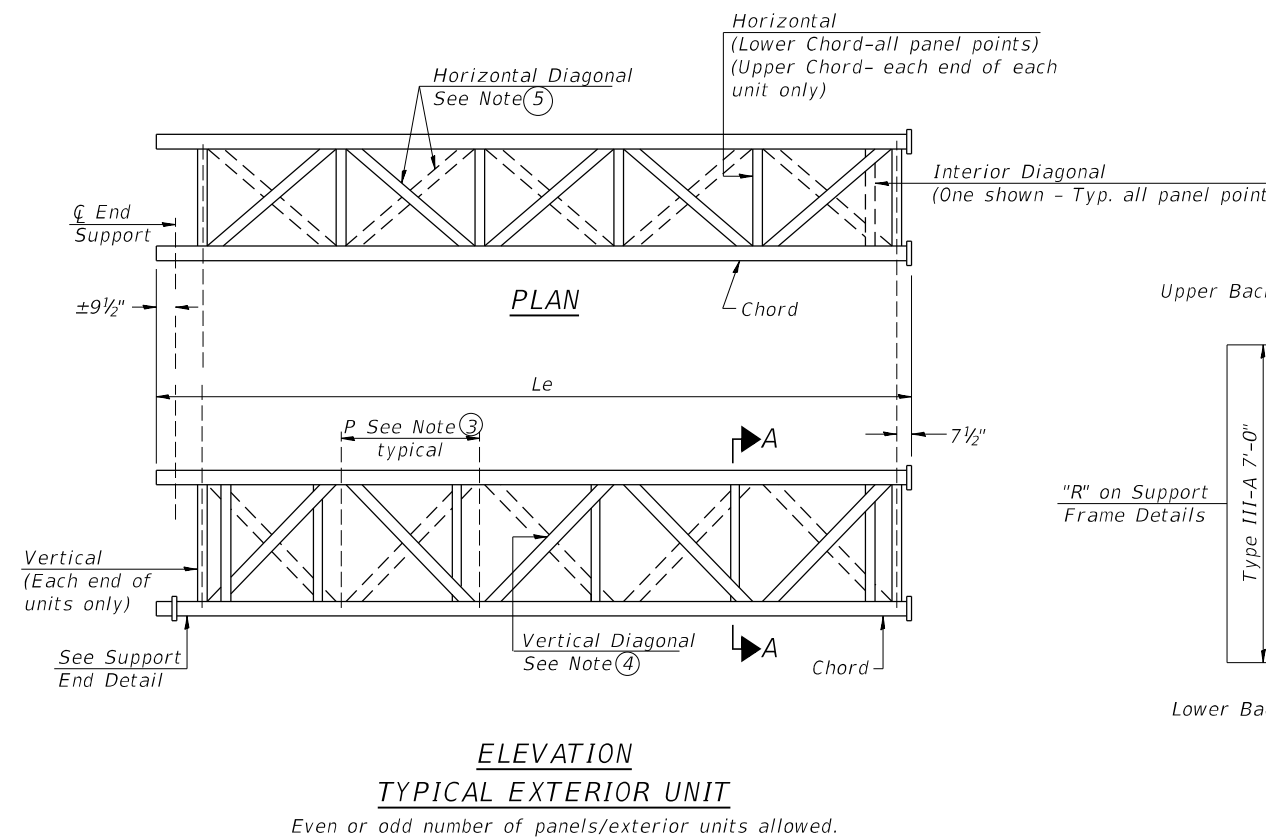 Horizontal
(Lower Chord-all panel points)
(Upper Chord- each end of each
unit only)
Horizontal Diagonal
See Note 5
Interior Diagonal
(One shown - Typ. all panel point
℄ End
Support
±9½"
PLAN
Chord
Upper Bac
Le
P See Note 3
typical
A
7½"
"R" on Support
Frame Details
Type III-A 7'-0"
Vertical
(Each end of
units only)
Vertical Diagonal
See Note 4
A
See Support
End Detail
Chord
Lower Ba
ELEVATION
TYPICAL EXTERIOR UNIT
Even or odd number of panels/exterior units allowed.